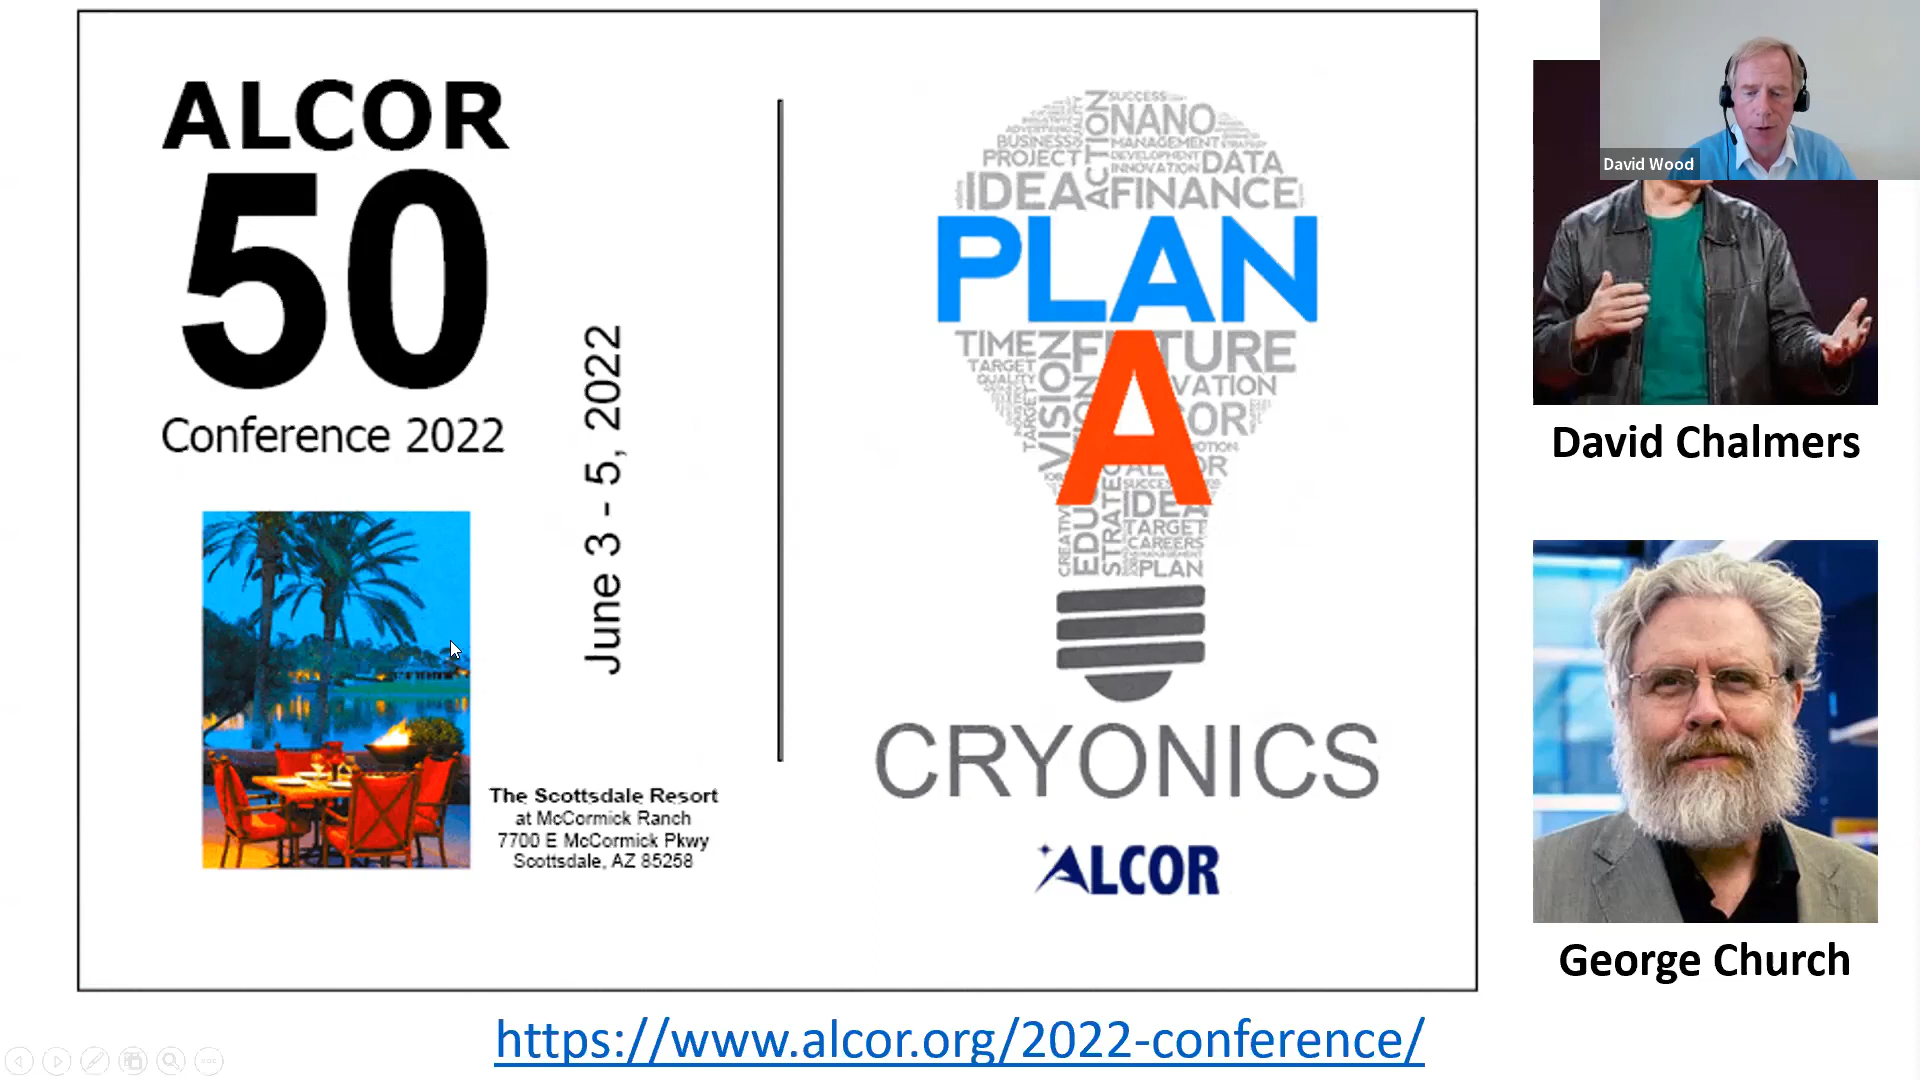 ALCOR
50
Conference 2022
June 3 - 5, 2022
The Scottsdale Resort
at McCormick Ranch
7700 E McCormick Pkwy
Scottsdale, AZ 85258
SUCCESS
ACTION
NANO
BUSINESS
MANAGEMENT
PROJECT
DEVELOPMENT
INNOVATION
DATA
IDEA
FINANCE
PLAN
A
TIME
VISION
TARGET
QUALITY
TARGET
IDEA
TARGET
CAREERS
MANAGEMENT
PLAN
CRYONICS
ALCOR
David Wood
David Chalmers
George Church
https://www.alcor.org/2022-conference/